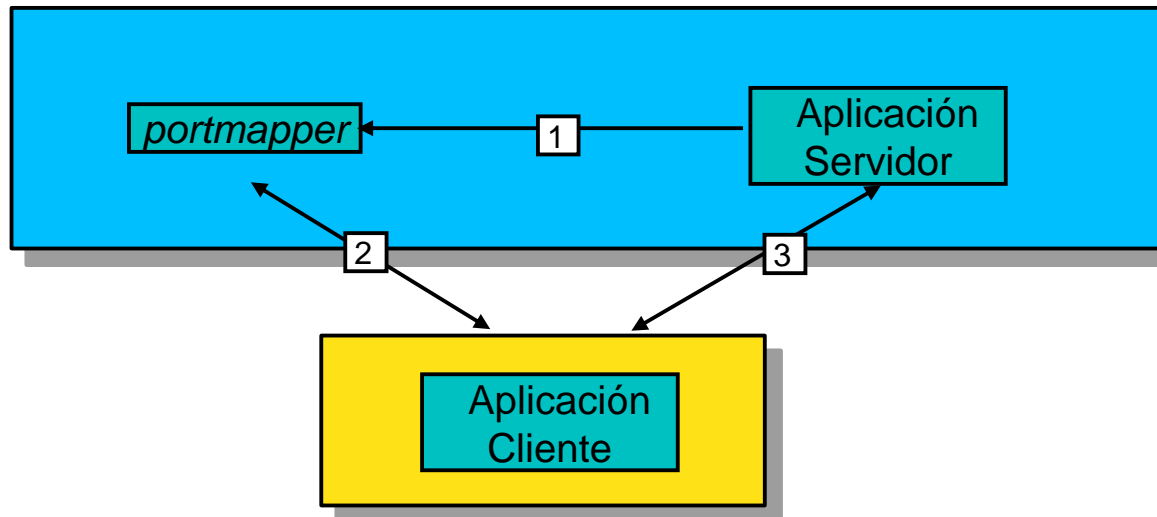 portmapper
1
Aplicación
Servidor
2
3
Aplicación
Cliente